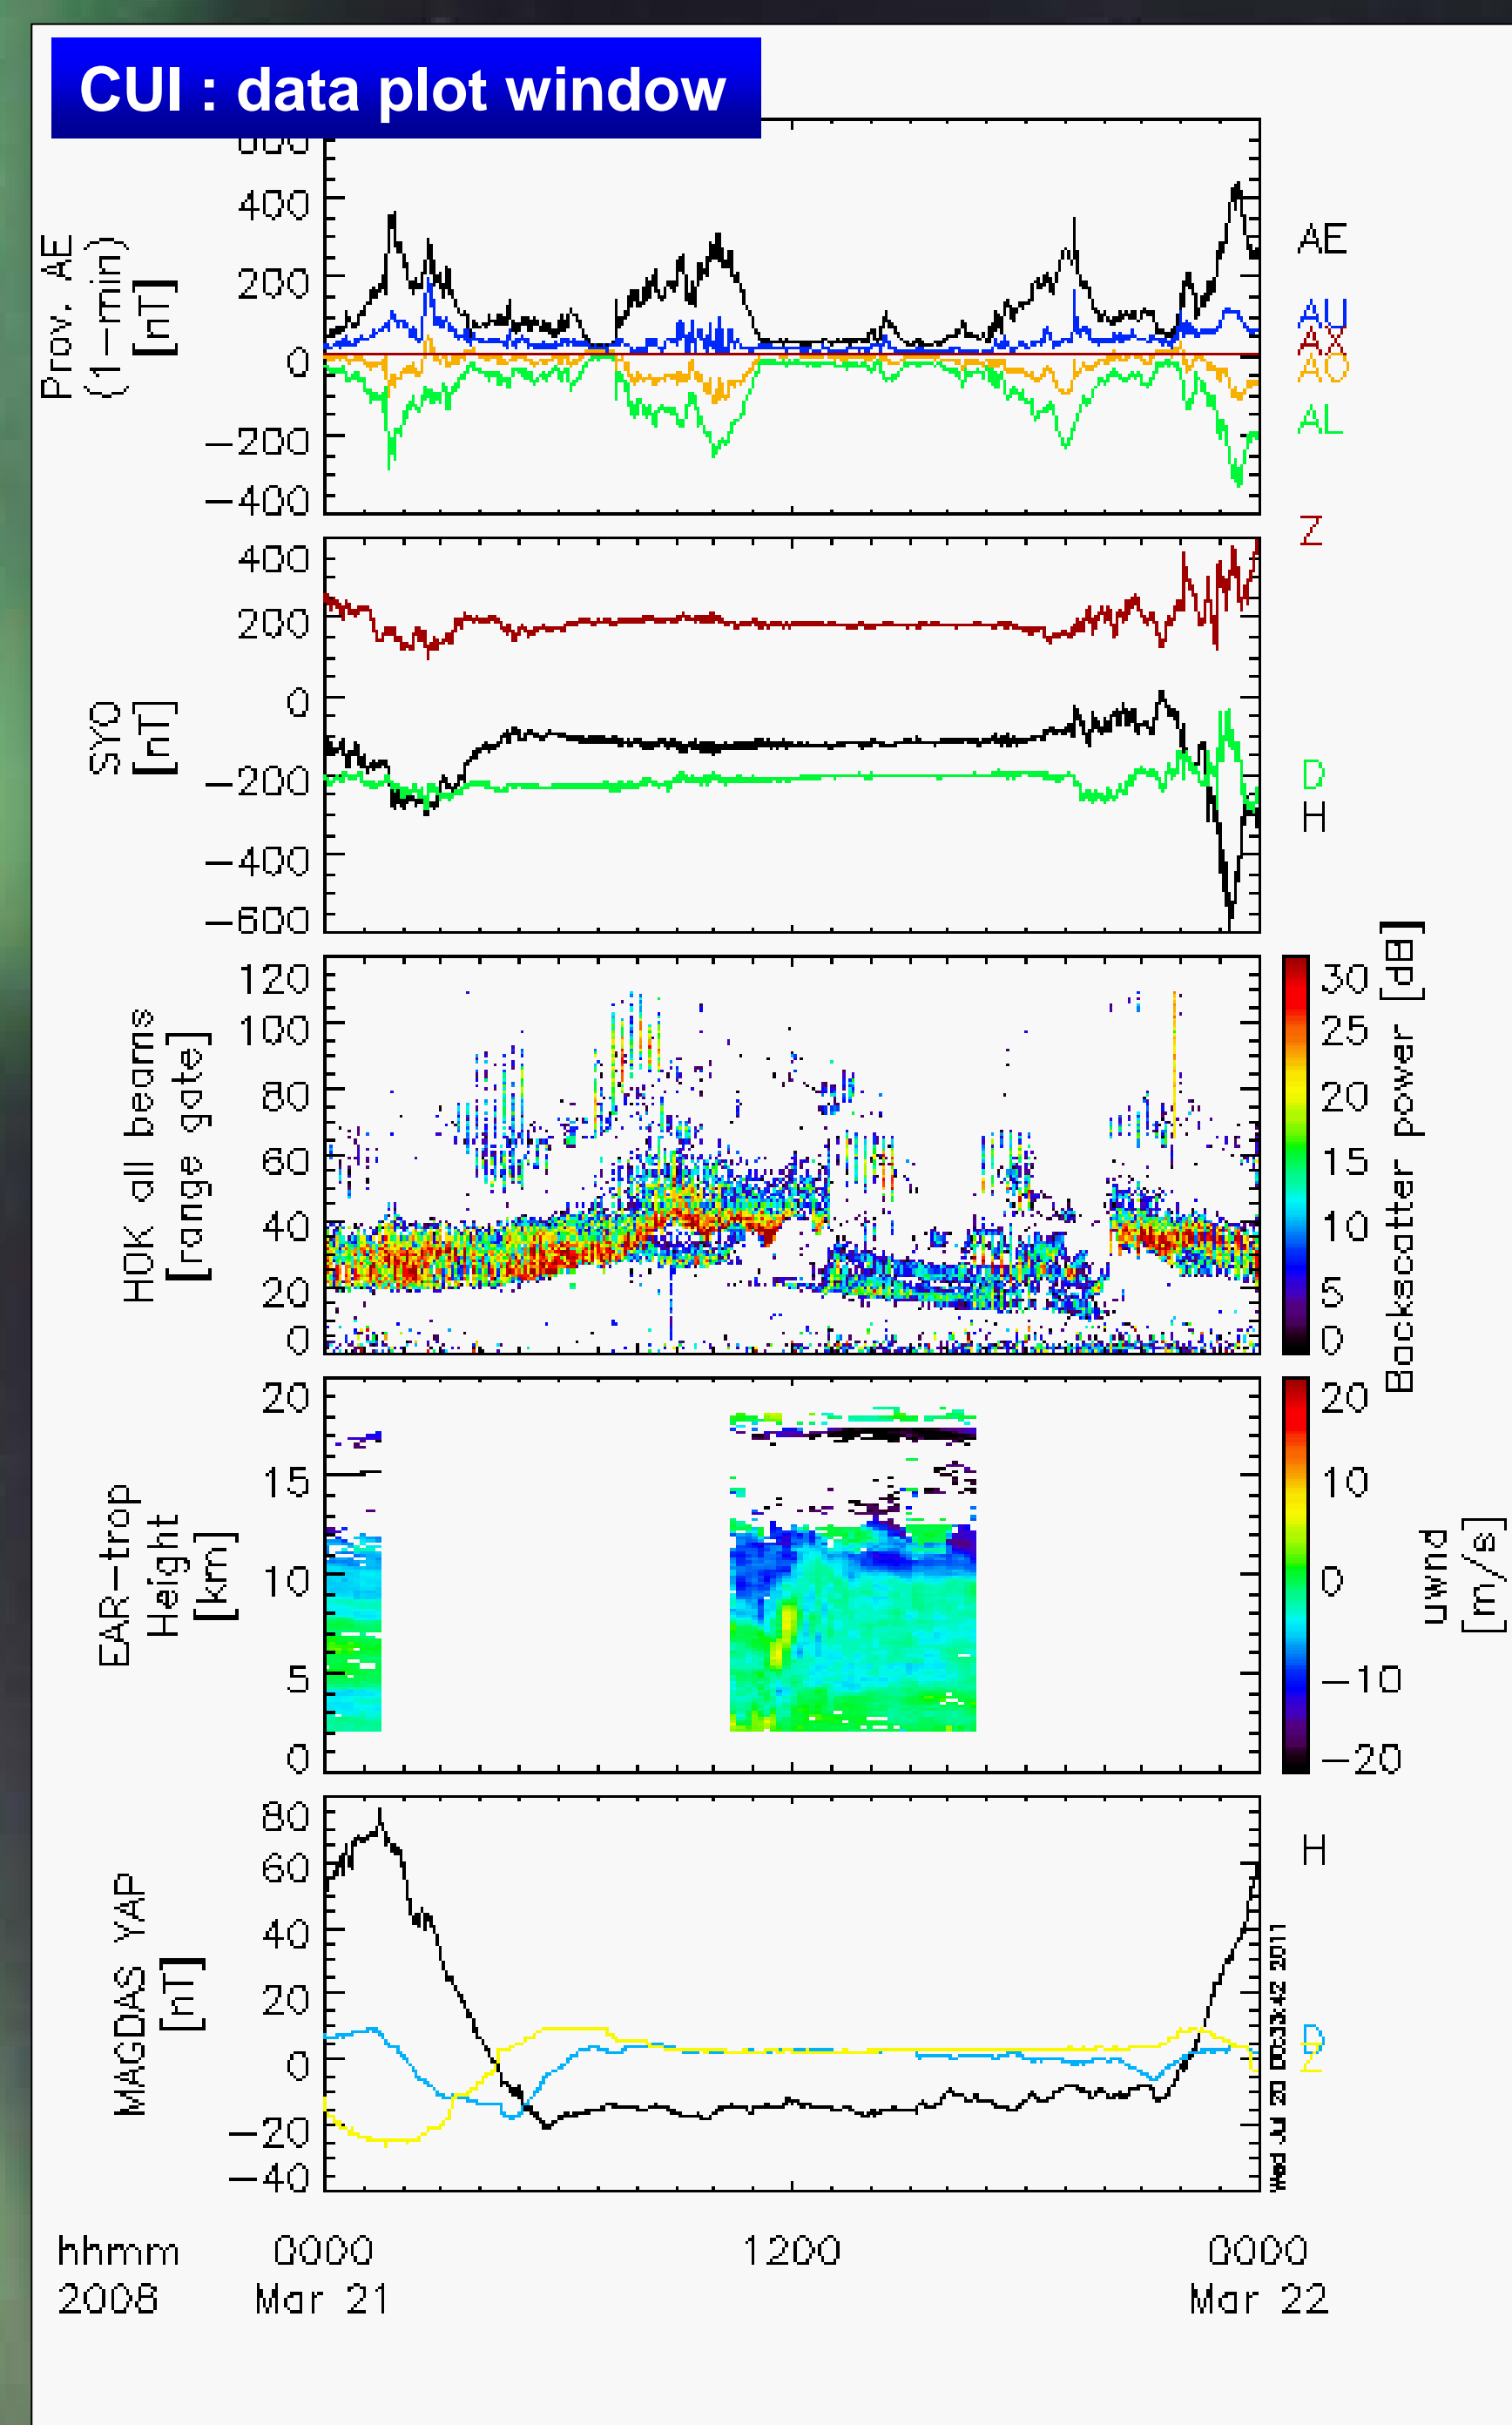 CUI : data plot window
400
200
0
−200
−400
Prov. AE
(1−min)
[nT]
AE
AU
AX
AO
AL
400
200
0
−200
−400
−600
SYO
[nT]
Z
D
H
120
100
80
60
40
20
0
HOK all beams
[range gate]
30
25
20
15
10
5
0
Backscatter power [dB]
20
15
10
5
0
EAR−trop
Height
[km]
20
10
0
−10
−20
uwnd
[m/s]
80
60
40
20
0
−20
−40
MAGDAS YAP
[nT]
H
D
Z
hhmm 0000 1200 0000
2008 Mar 21 Mar 22